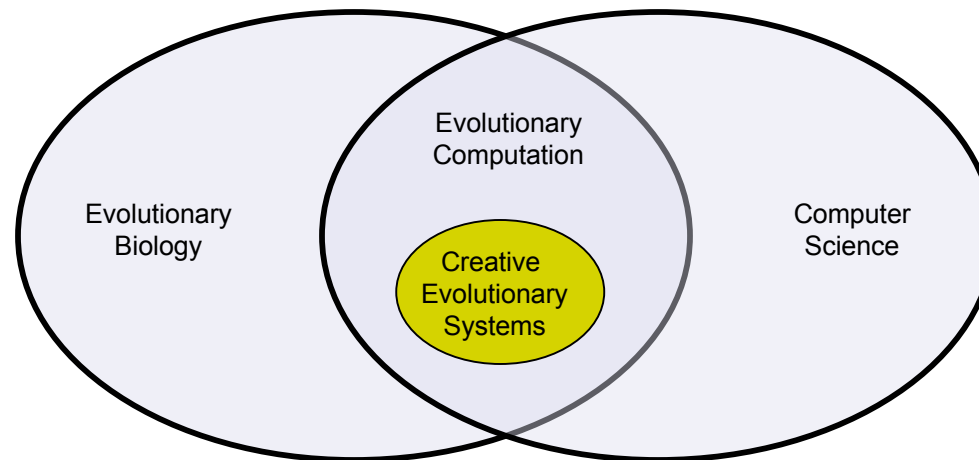 Evolutionary
Computation
Evolutionary
Biology
Computer
Science
Creative
Evolutionary
Systems